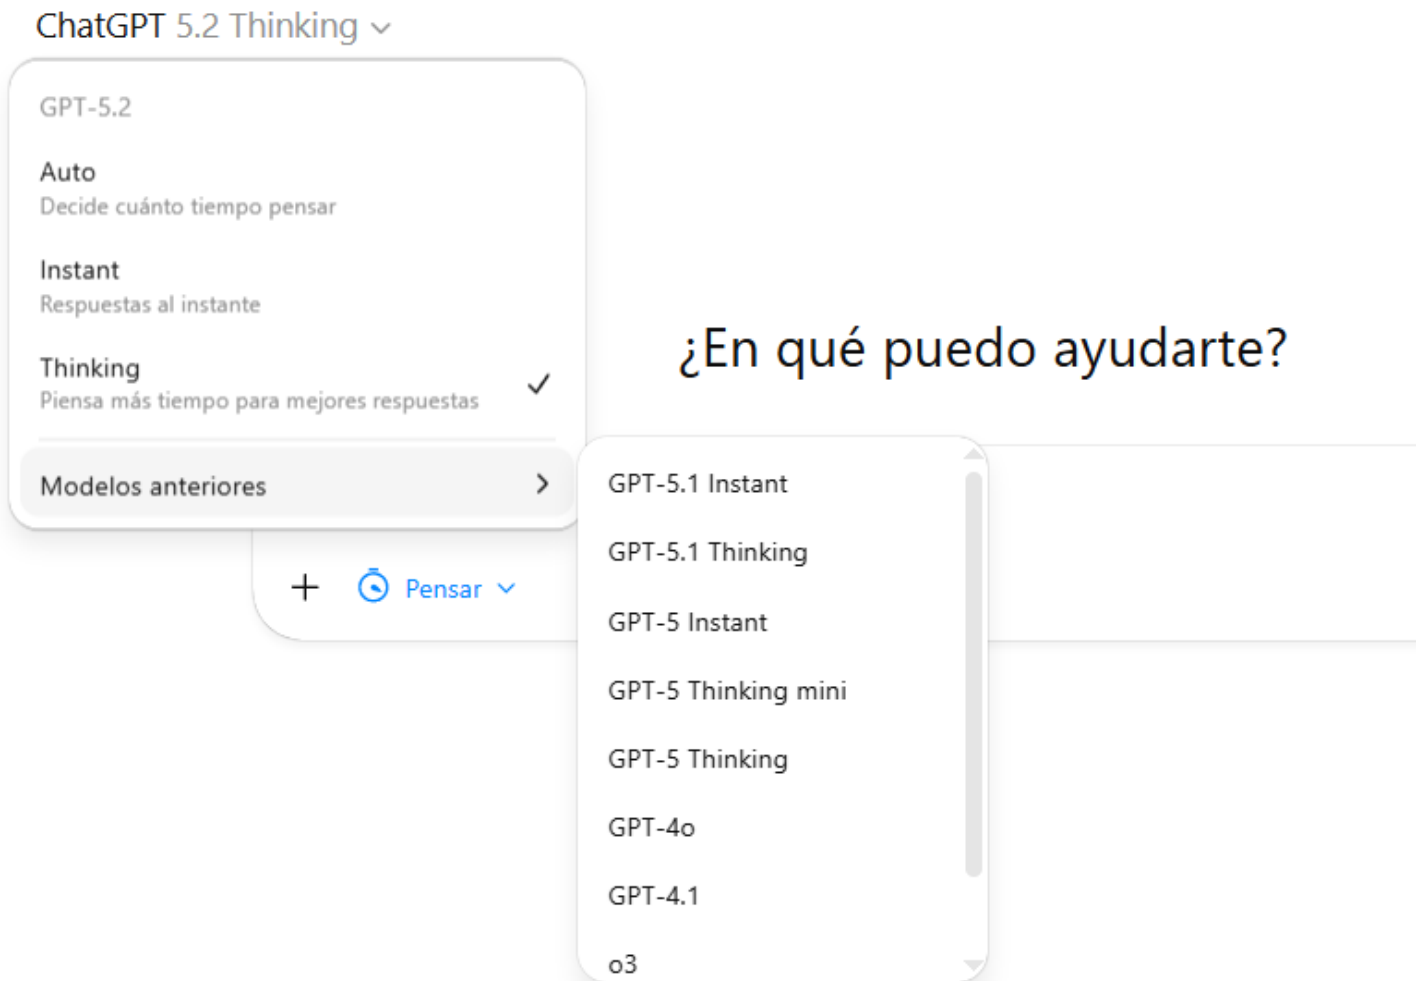 ChatGPT 5.2 Thinking
GPT-5.2
Auto
Decide cuánto tiempo pensar
Instant
Respuestas al instante
Thinking
Piensa más tiempo para mejores respuestas
Modelos anteriores
¿En qué puedo ayudarte?
Pensar
GPT-5.1 Instant
GPT-5.1 Thinking
GPT-5 Instant
GPT-5 Thinking mini
GPT-5 Thinking
GPT-4o
GPT-4.1
o3